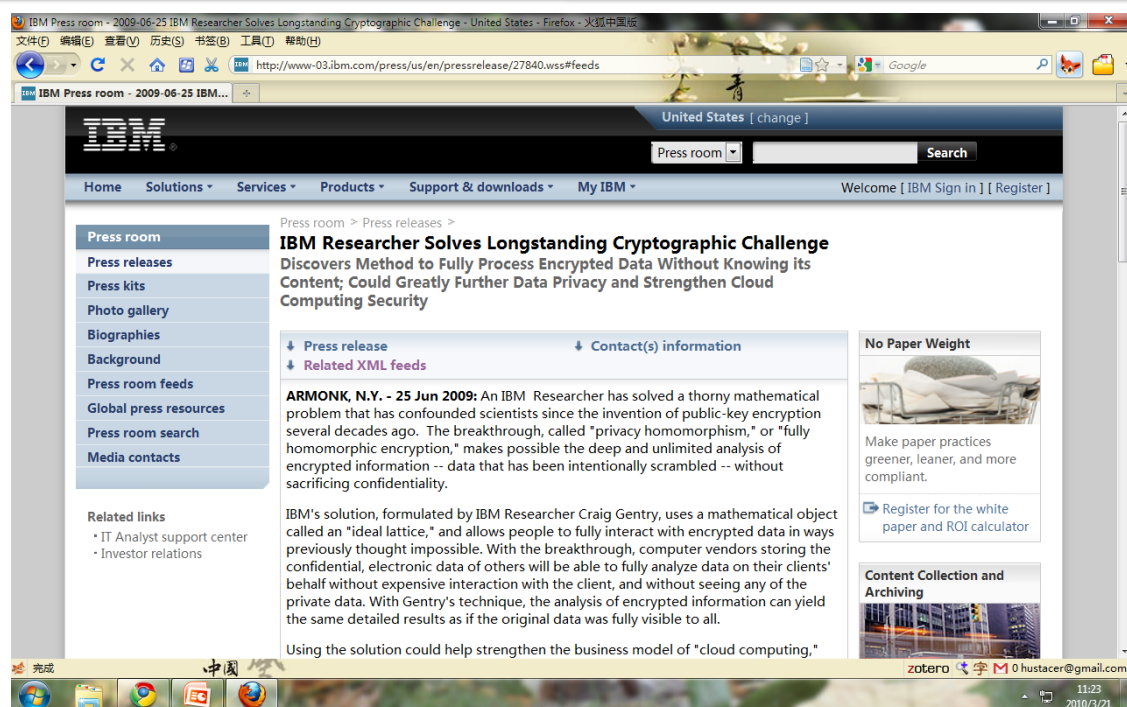 IBM Press room - 2009-06-25 IBM Researcher Solves Longstanding Cryptographic Challenge - United States - Firefox - 火狐中国版
文件(F) 编辑(E) 查看(V) 历史(S) 书签(B) 工具(T) 帮助(H)
http://www-03.ibm.com/press/us/en/pressrelease/27840.wss#feeds
Google
IBM Press room - 2009-06-25 IBM...
青
IBM
United States [ change ]
Press room
Search
Home Solutions Services Products Support & downloads My IBM
Welcome [ IBM Sign in ] [ Register ]
Press room
Press releases
Press kits
Photo gallery
Biographies
Background
Press room feeds
Global press resources
Press room search
Media contacts
Related links
IT Analyst support center
Investor relations
Press room > Press releases >
IBM Researcher Solves Longstanding Cryptographic Challenge
Discovers Method to Fully Process Encrypted Data Without Knowing its
Content; Could Greatly Further Data Privacy and Strengthen Cloud
Computing Security
Press release
Contact(s) information
Related XML feeds
ARMONK, N.Y. - 25 Jun 2009: An IBM Researcher has solved a thorny mathematical
problem that has confounded scientists since the invention of public-key encryption
several decades ago. The breakthrough, called "privacy homomorphism," or "fully
homomorphic encryption," makes possible the deep and unlimited analysis of
encrypted information -- data that has been intentionally scrambled -- without
sacrificing confidentiality.
IBM's solution, formulated by IBM Researcher Craig Gentry, uses a mathematical object
called an "ideal lattice," and allows people to fully interact with encrypted data in ways
previously thought impossible. With the breakthrough, computer vendors storing the
confidential, electronic data of others will be able to fully analyze data on their clients'
behalf without expensive interaction with the client, and without seeing any of the
private data. With Gentry's technique, the analysis of encrypted information can yield
the same detailed results as if the original data was fully visible to all.
Using the solution could help strengthen the business model of "cloud computing,"
No Paper Weight
Make paper practices
greener, leaner, and more
compliant.
Register for the white
paper and ROI calculator
Content Collection and
Archiving
完成
中国
zotero 字 0 hustacer@gmail.com
11:23
2010/3/21